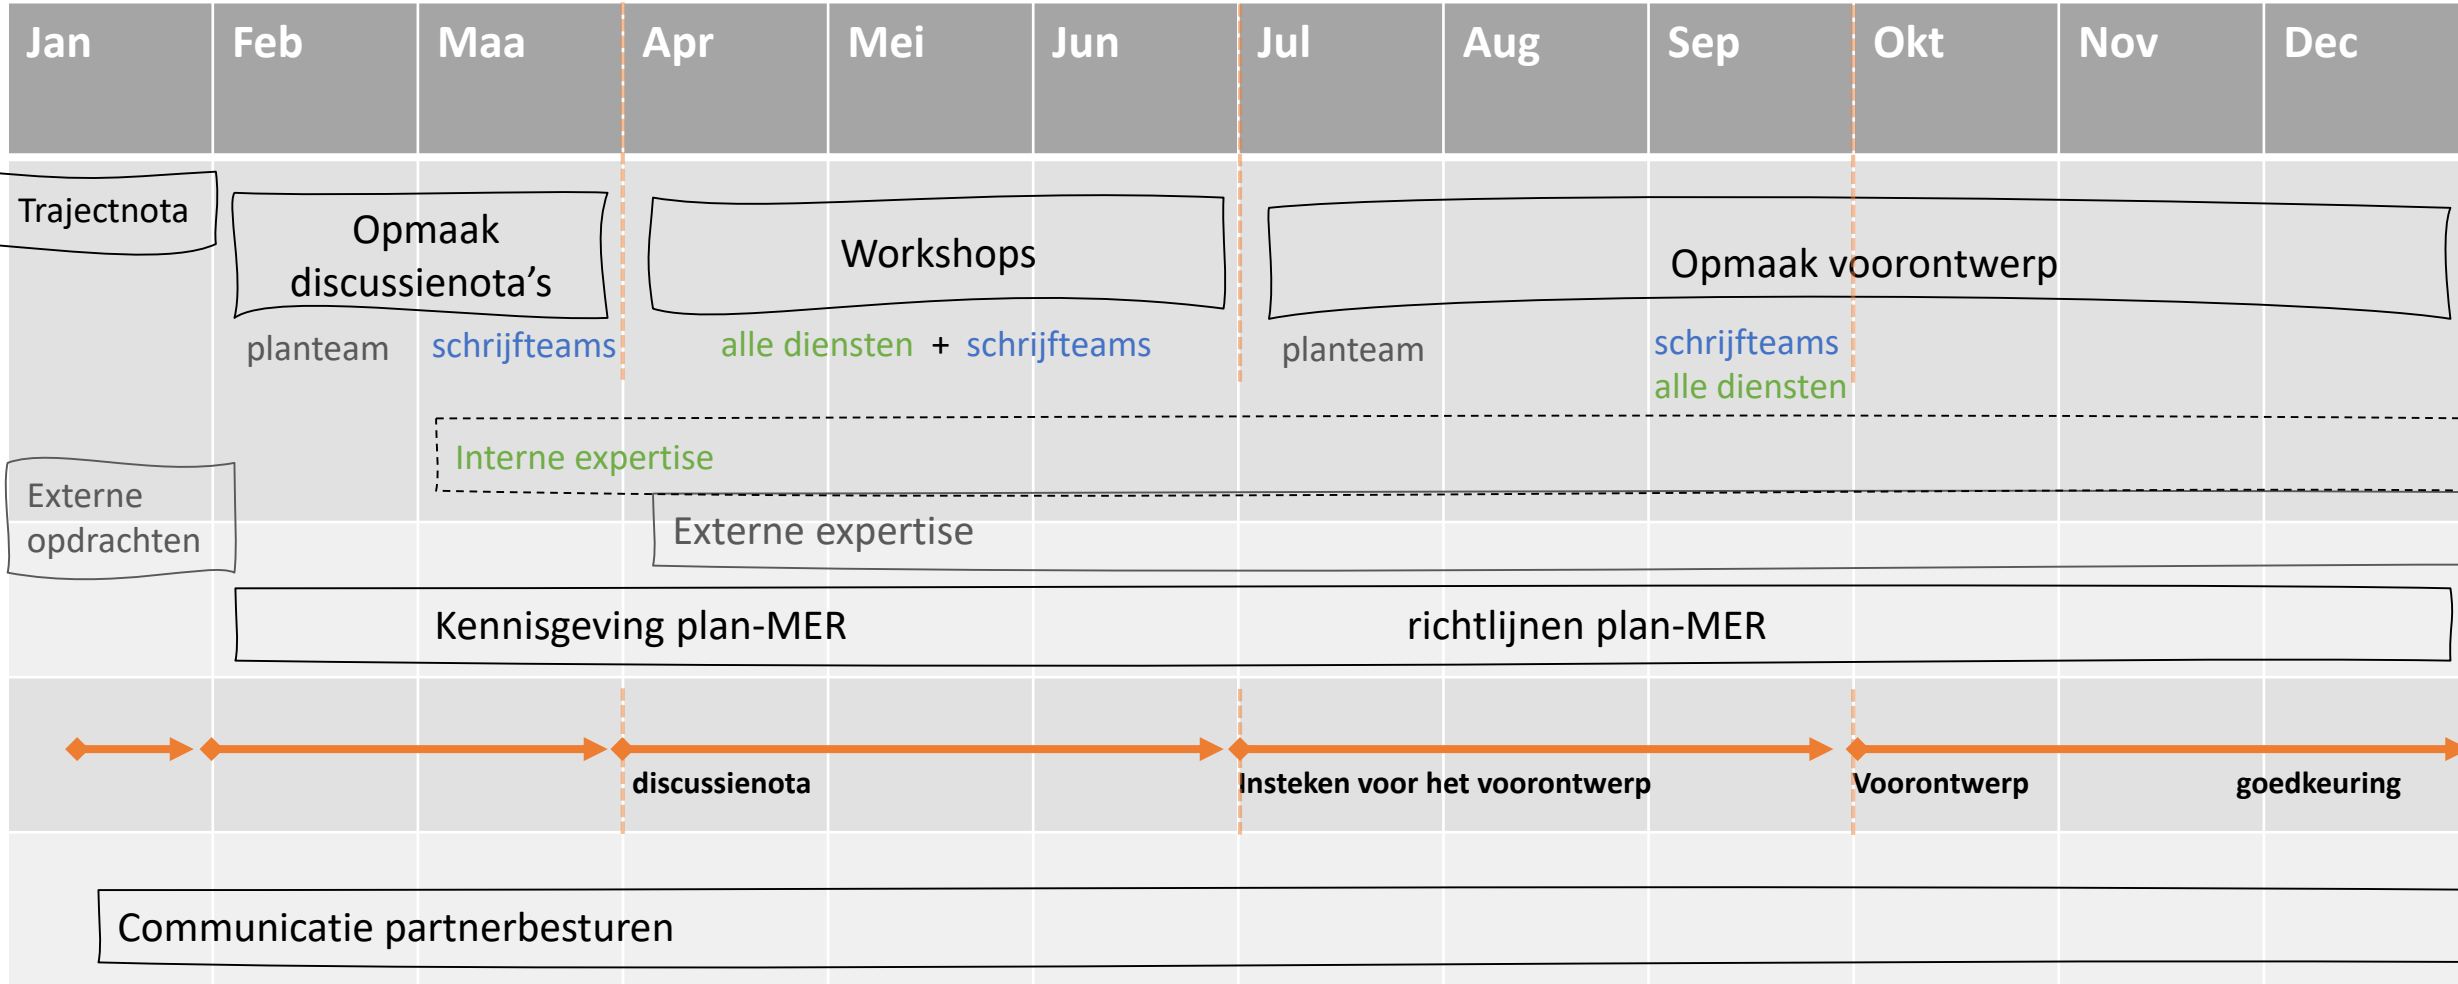 Jan Feb Maa Apr Mei Jun Jul Aug Sep Okt Nov Dec
Trajectnota
Opmaak
discussienota’s
Workshops
Opmaak voorontwerp
planteam
schrijfteams
alle diensten + schrijfteams
planteam
schrijfteams
alle diensten
Interne expertise
Externe
opdrachten
Externe expertise
Kennisgeving plan-MER
richtlijnen plan-MER
discussienota
Insteken voor het voorontwerp
Voorontwerp
goedkeuring
Communicatie partnerbesturen